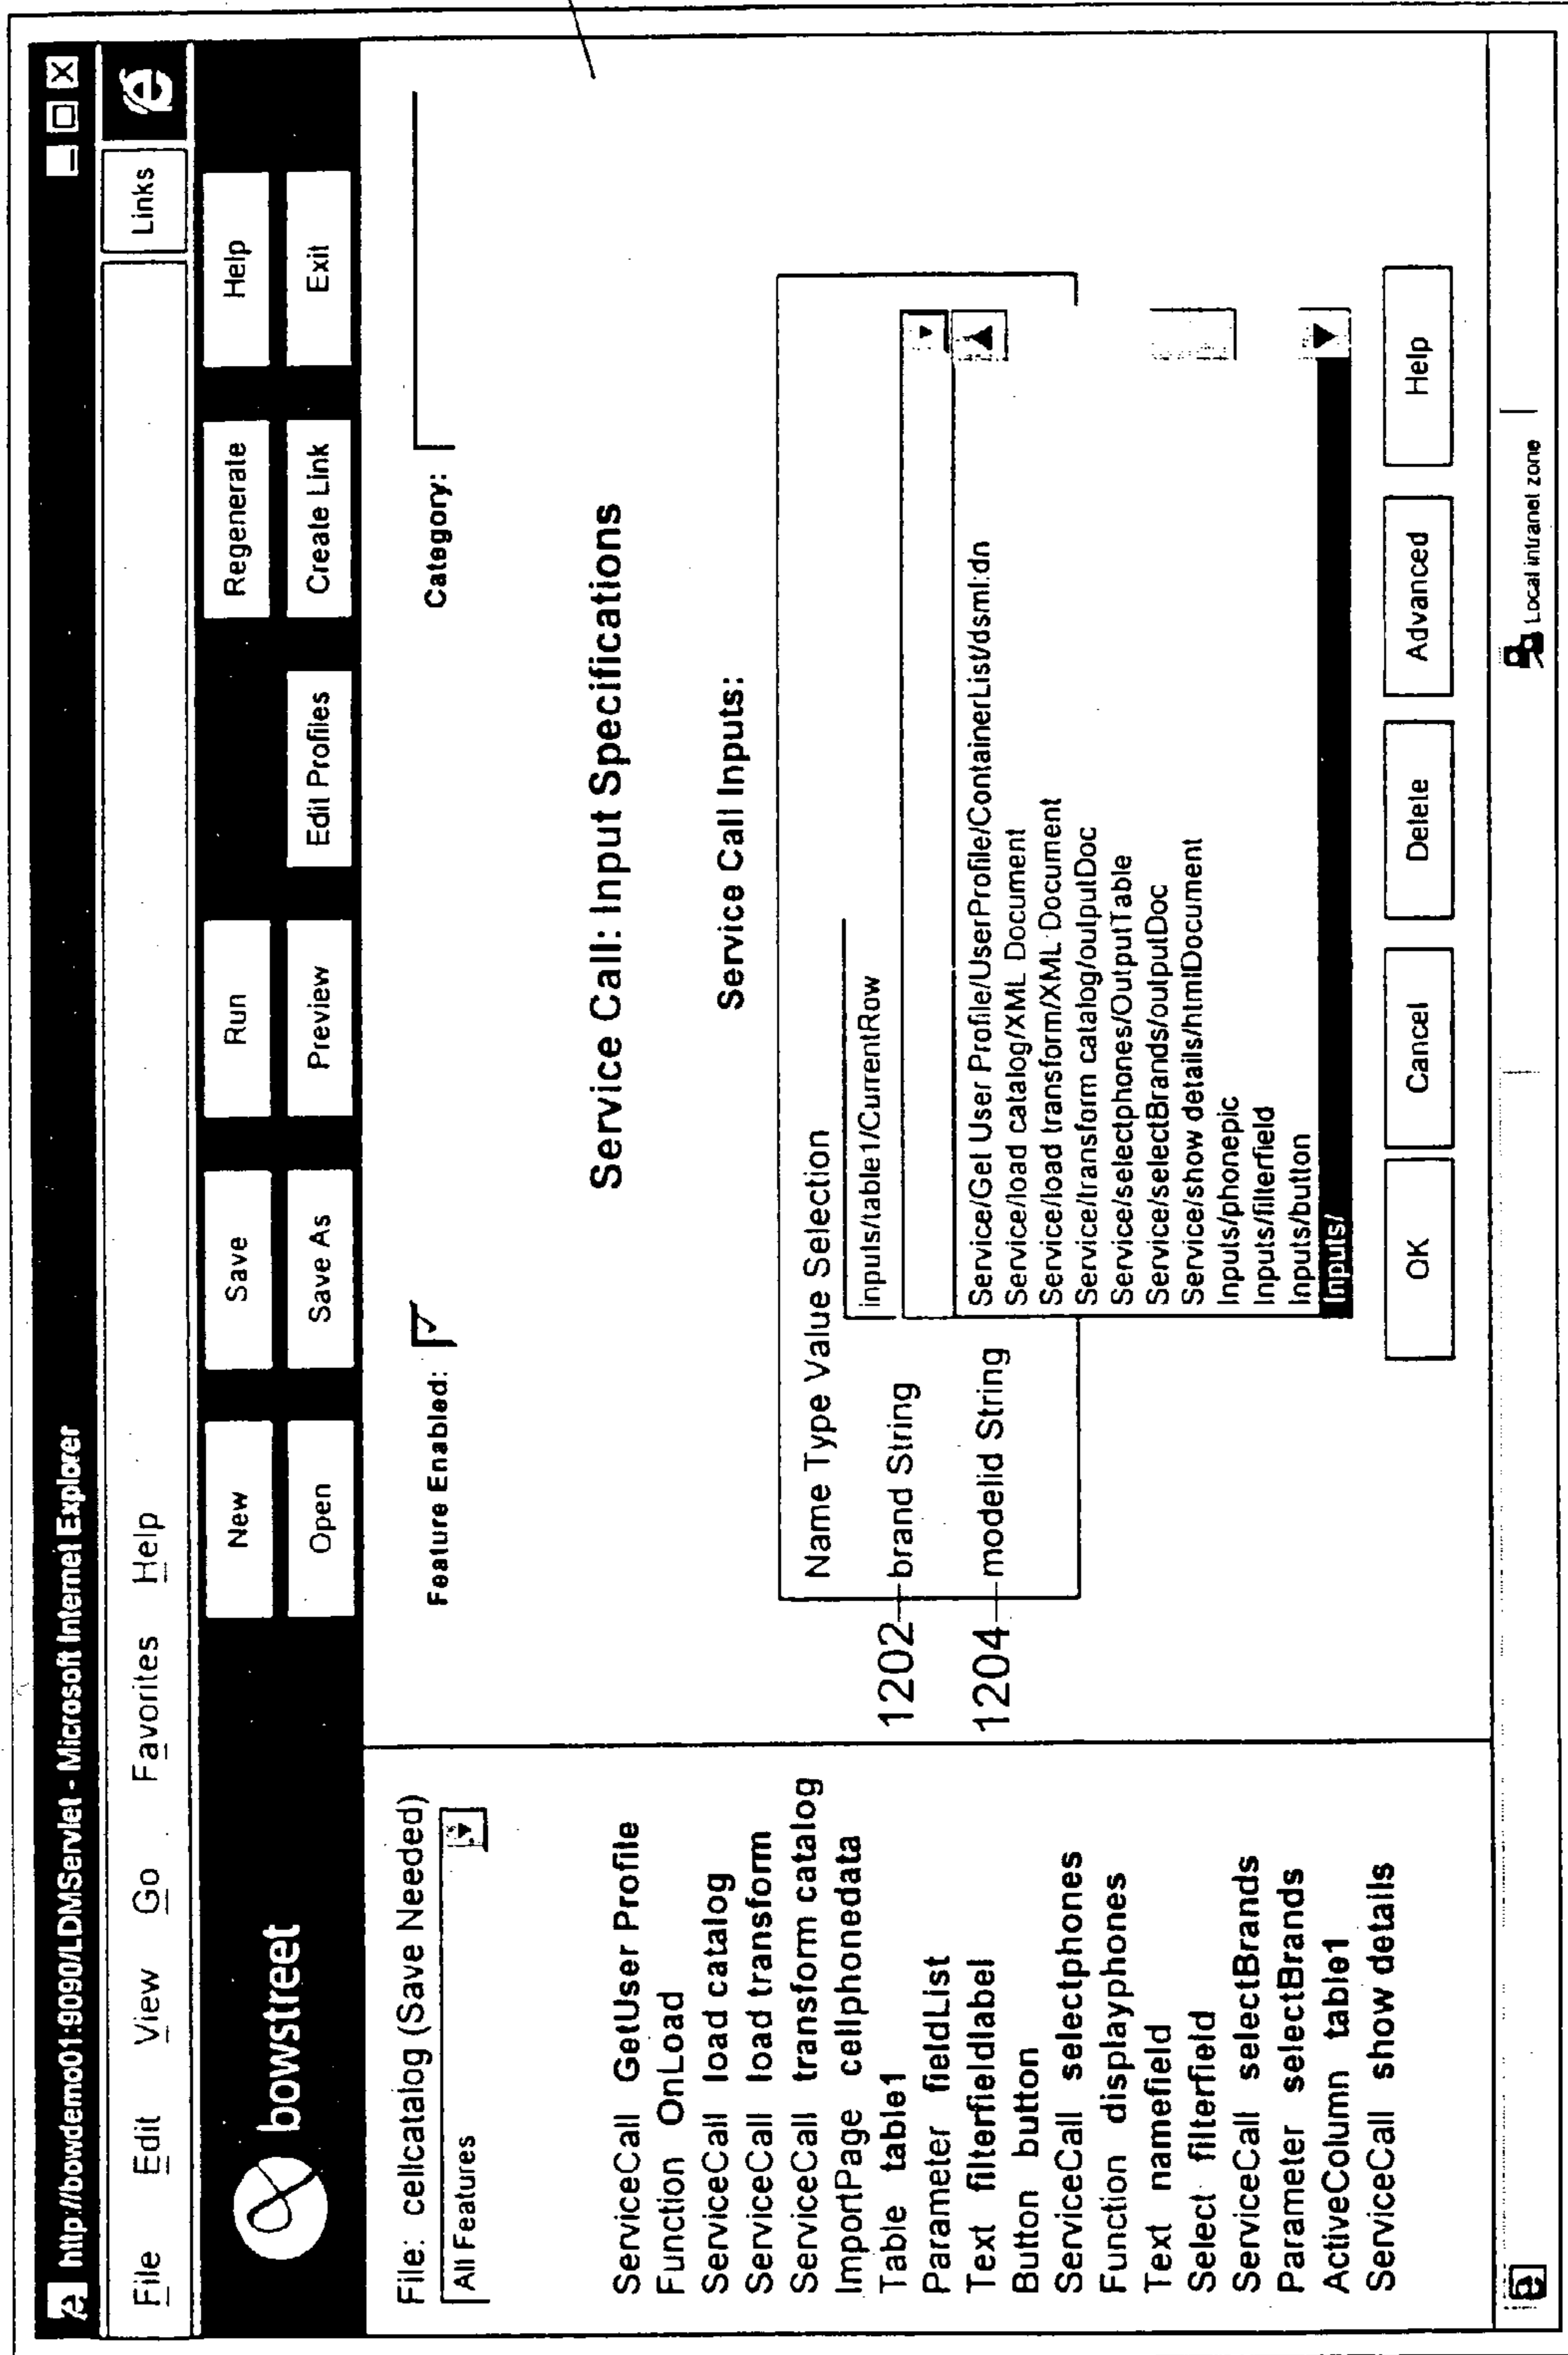 http://bowdemo01:9090/LDMServlet - Microsoft Internet Explorer
File Edit View Go Favorites Help
Links
bowstreet
New Save Run Regenerate Help
Open Save As Preview Edit Profiles Create Link Exit
File: cellcatalog (Save Needed)
All Features
ServiceCall GetUser Profile
Function OnLoad
ServiceCall load catalog
ServiceCall load transform
ServiceCall transform catalog
ImportPage cellphonedata
Table table1
Parameter fieldList
Text filterfieldlabel
Button button
ServiceCall selectphones
Function displayphones
Text namefield
Select filterfield
ServiceCall selectBrands
Parameter selectBrands
ActiveColumn table1
ServiceCall show details
Feature Enabled:
Category:
Service Call: Input Specifications
Service Call Inputs:
Name Type Value Selection
inputs/table1/CurrentRow
1202 brand String
1204 modelid String
Service/Get User Profile/UserProfile/ContainerList/dsml:dn
Service/load catalog/XML Document
Service/load transform/XML Document
Service/transform catalog/outputDoc
Service/selectphones/OutputTable
Service/selectBrands/outputDoc
Service/show details/htmlDocument
Inputs/phonepic
Inputs/filterfield
Inputs/button
Inputs/
OK Cancel Delete Advanced Help
Local intranet zone